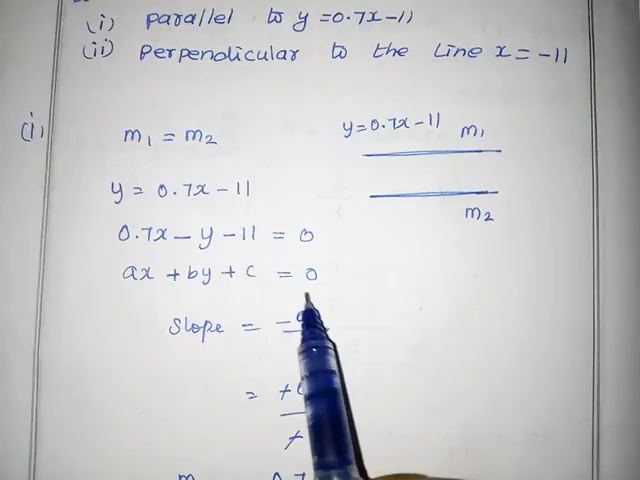 (i) parallel to y = 0.7x - 11
(ii) Perpendicular to the Line x = -11
(i)
m1 = m2
y = 0.7x - 11 m1
y = 0.7x - 11
m2
0.7x - y - 11 = 0
ax + by + c = 0
Slope = -
= +